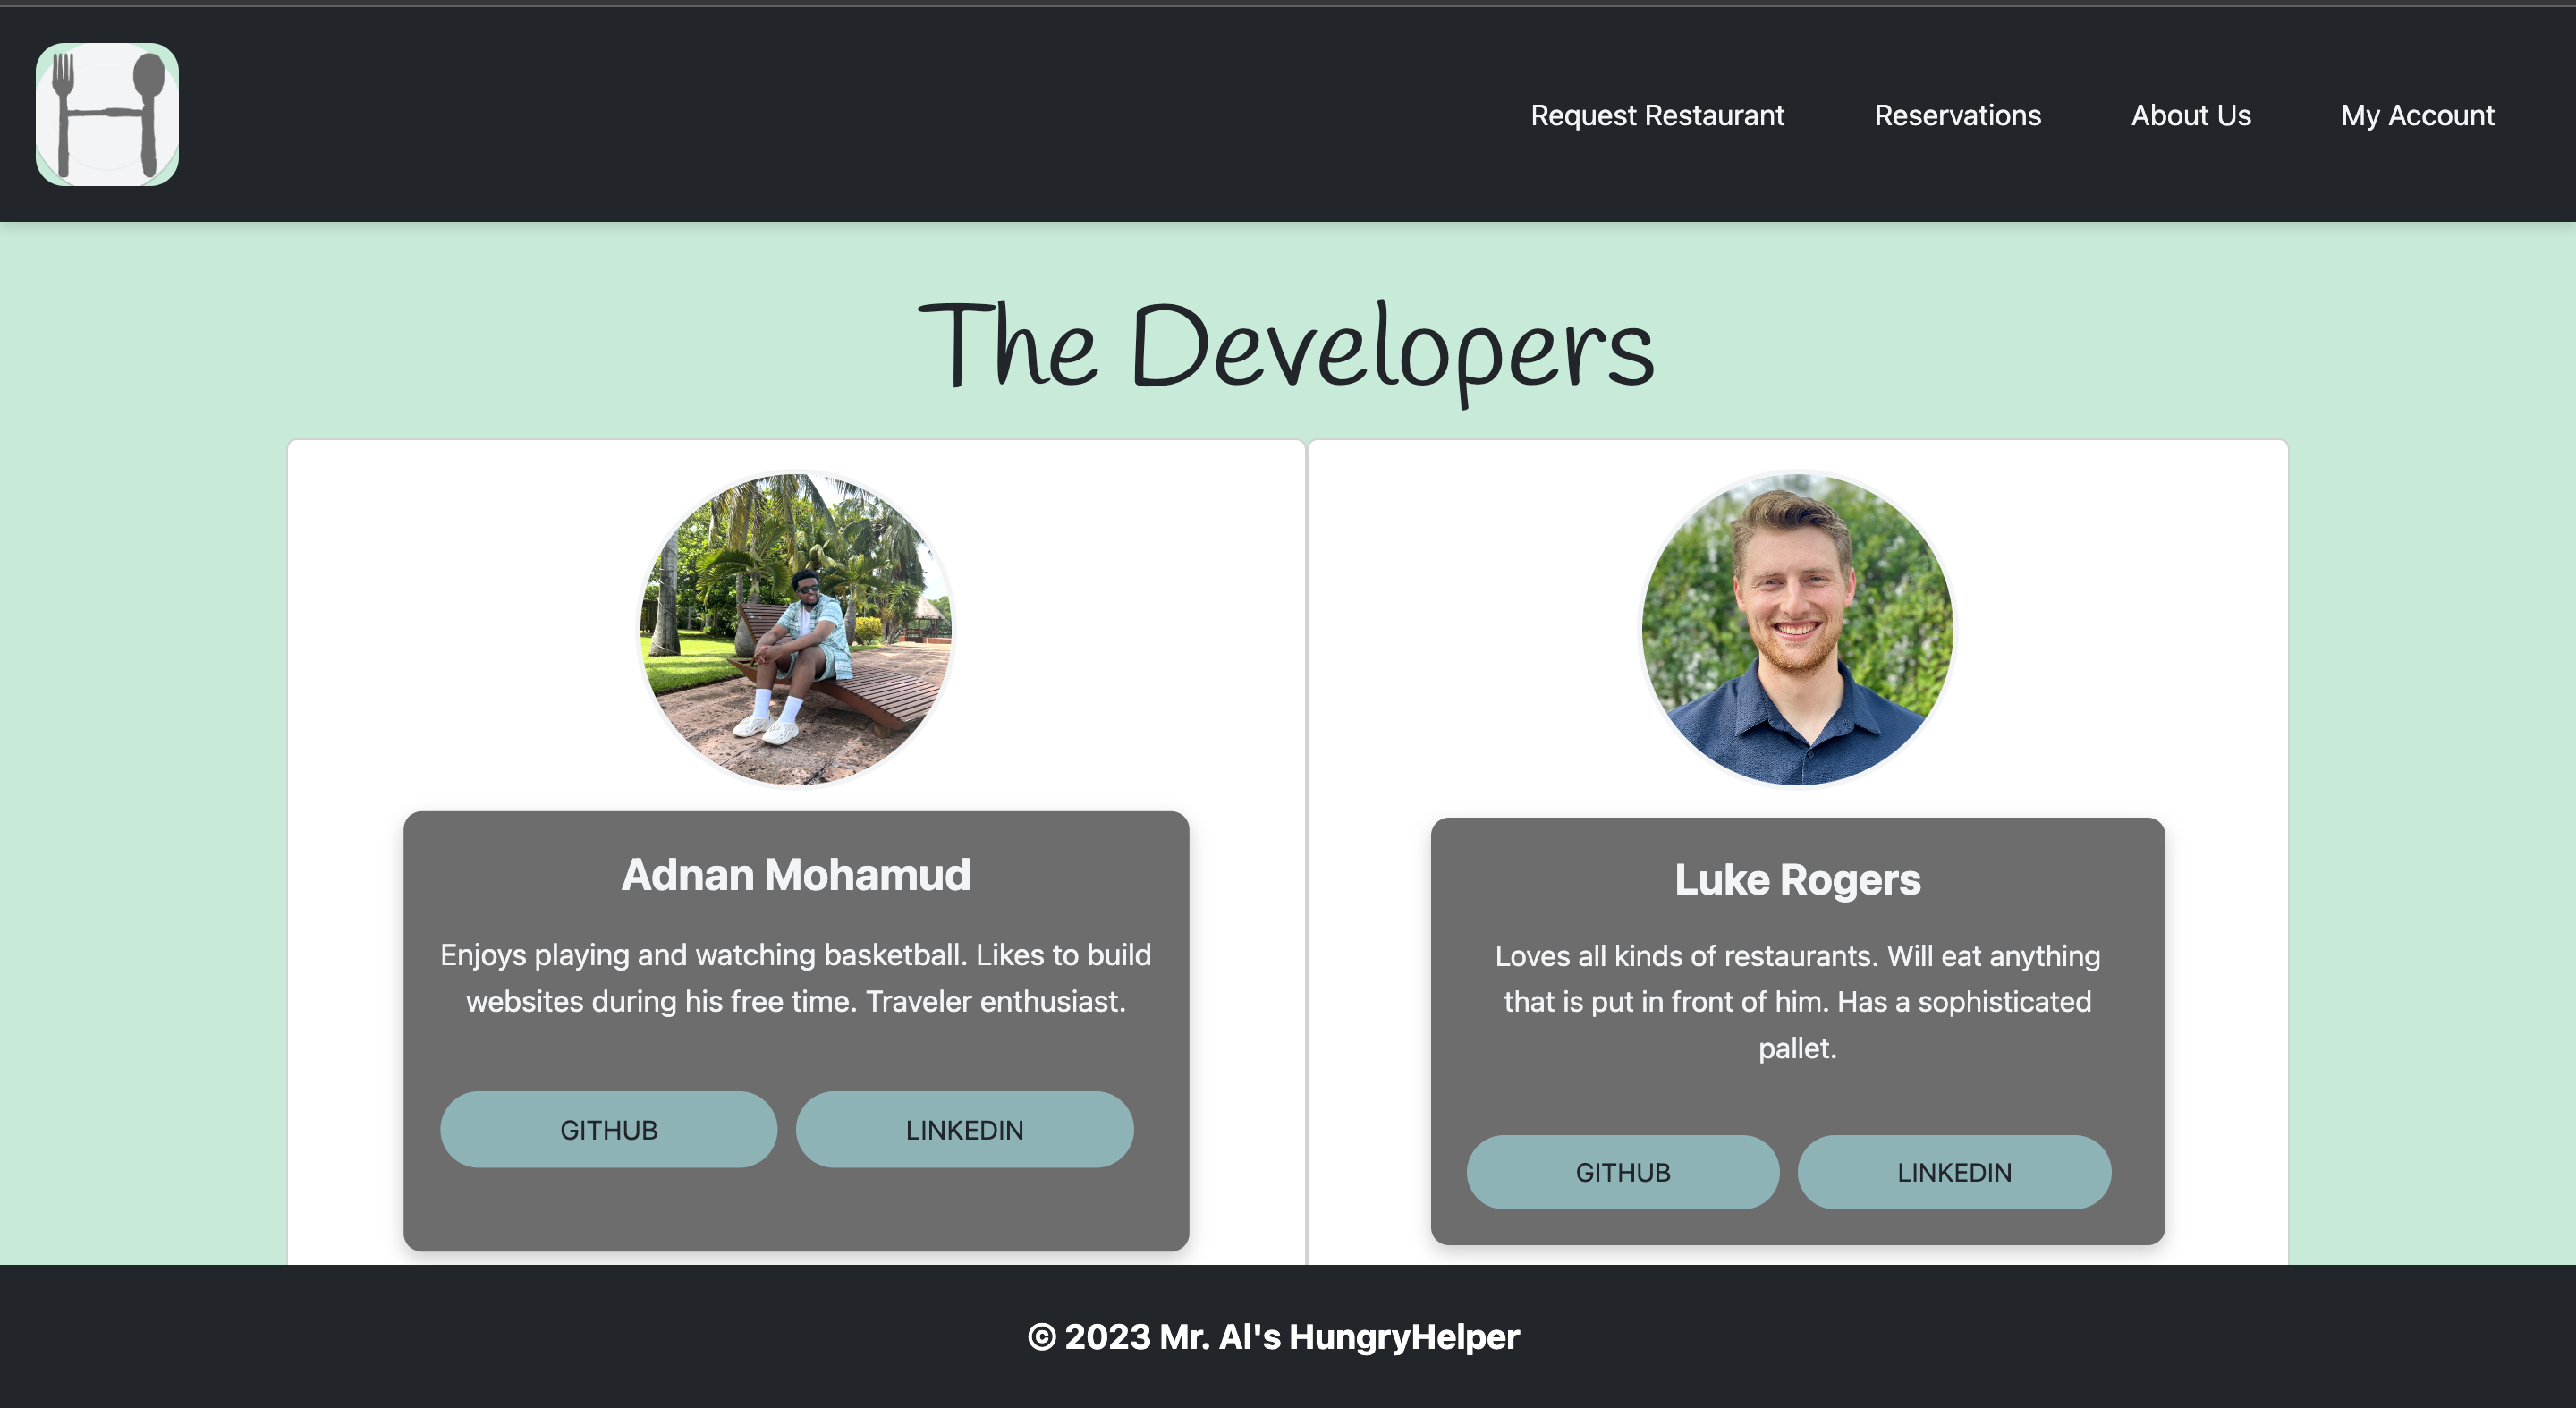 Request Restaurant Reservations About Us My Account
The Developers
Adnan Mohamud
Enjoys playing and watching basketball. Likes to build
websites during his free time. Traveler enthusiast.
GITHUB LINKEDIN
Luke Rogers
Loves all kinds of restaurants. Will eat anything
that is put in front of him. Has a sophisticated
pallet.
GITHUB LINKEDIN
© 2023 Mr. Al's HungryHelper